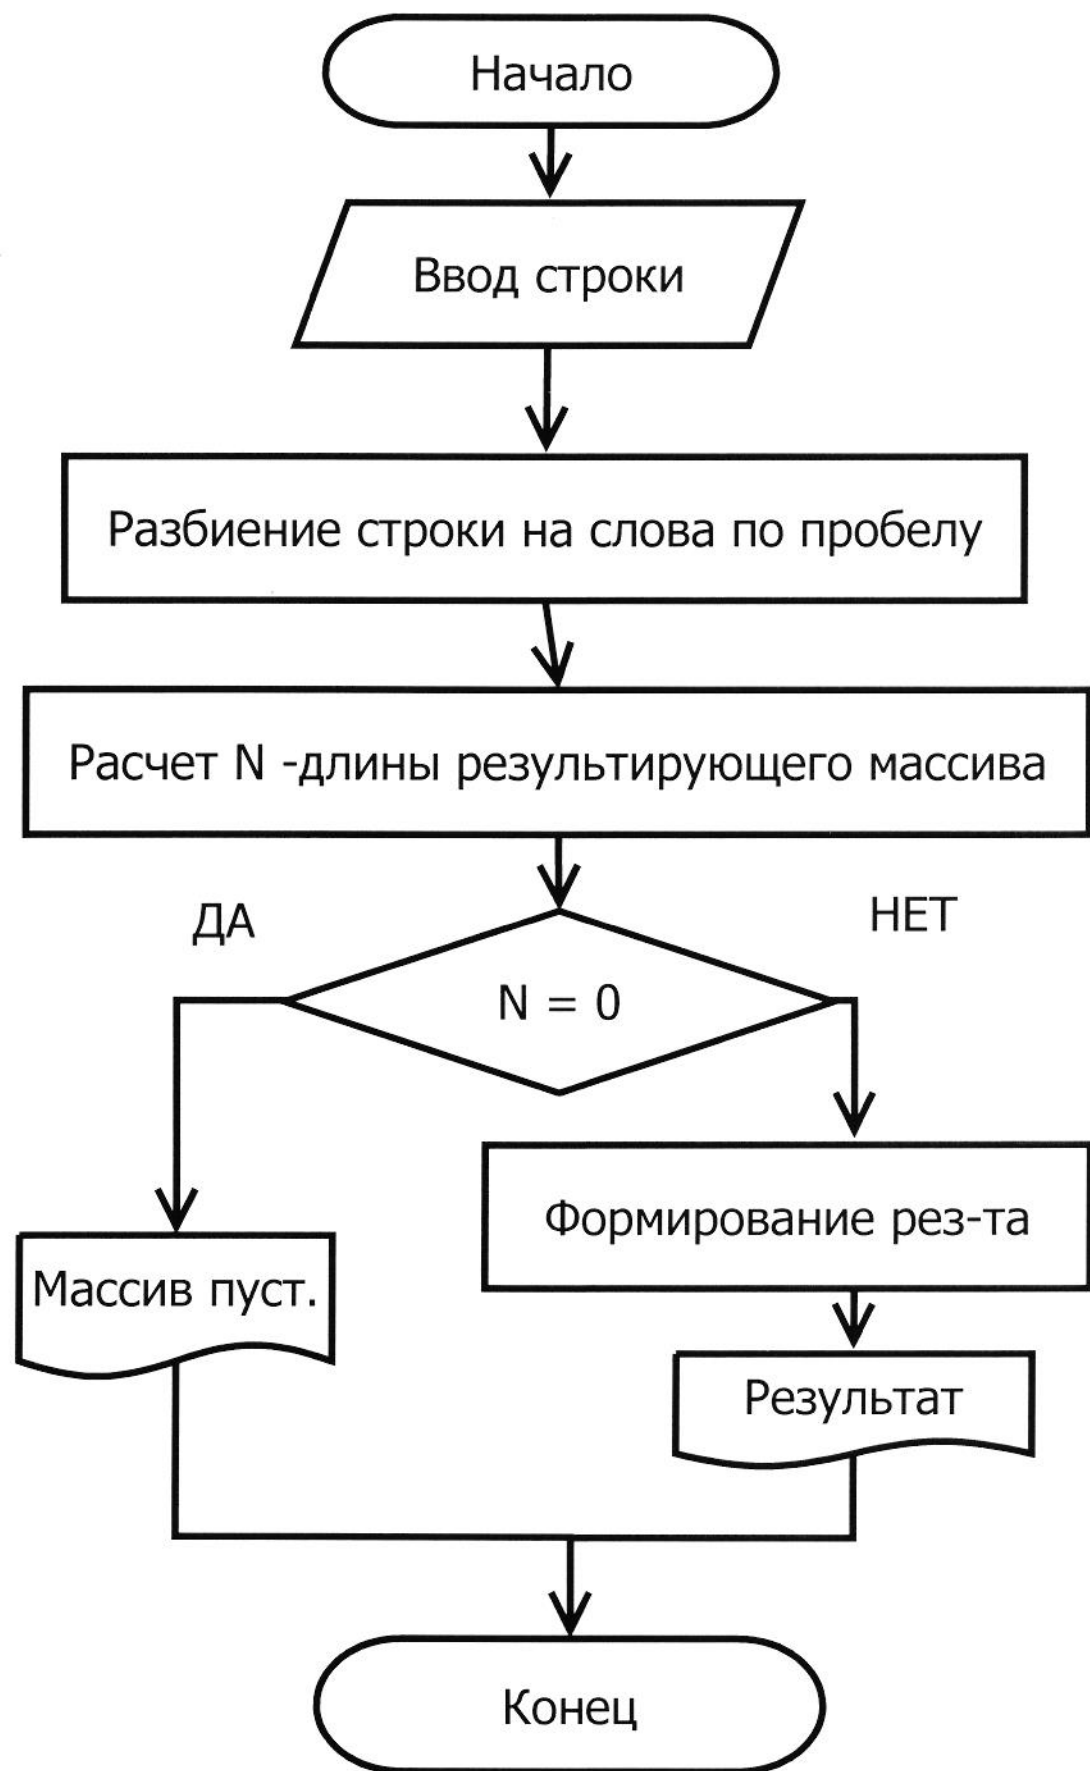 Начало
Ввод строки
Разбиение строки на слова по пробелу
Расчет N -длины результирующего массива
ДА
НЕТ
N = 0
Формирование рез-та
Массив пуст.
Результат
Конец